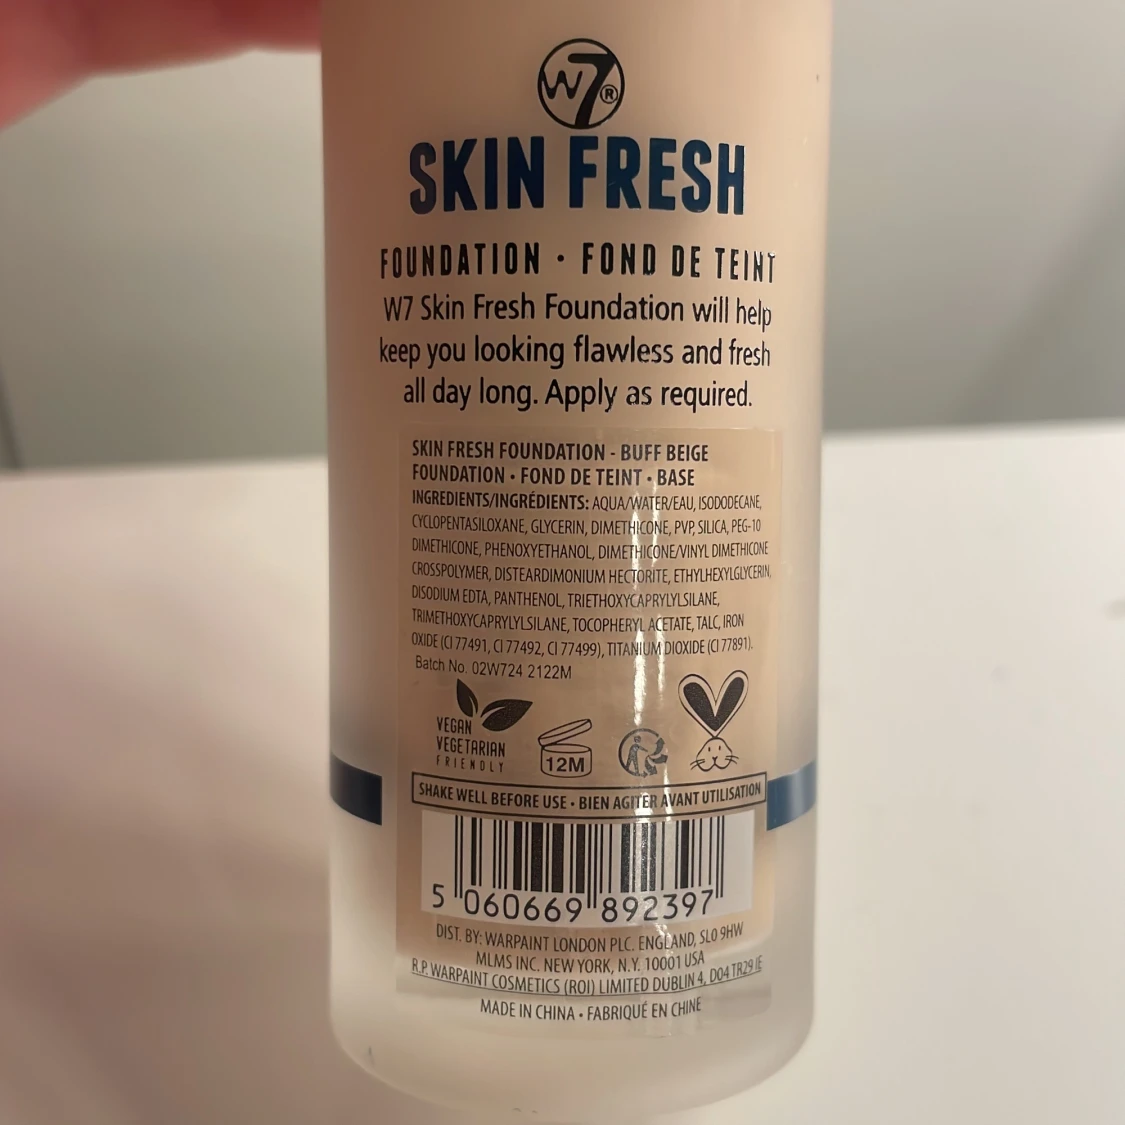 W7®
SKIN FRESH
FOUNDATION · FOND DE TEINT
W7 Skin Fresh Foundation will help
keep you looking flawless and fresh
all day long. Apply as required.
SKIN FRESH FOUNDATION - BUFF BEIGE
FOUNDATION • FOND DE TEINT • BASE
INGREDIENTS/INGRÉDIENTS: AQUA/WATER/EAU, ISODODECANE,
CYCLOPENTASILOXANE, GLYCERIN, DIMETHICONE, PVP, SILICA, PEG-10
DIMETHICONE, PHENOXYETHANOL, DIMETHICONE/VINYL DIMETHICONE
CROSSPOLYMER, DISTEARDIMONIUM HECTORITE, ETHYLHEXYLGLYCERIN,
DISODIUM EDTA, PANTHENOL, TRIETHOXYCAPRYLYLSILANE,
TRIMETHOXYCAPRYLYLSILANE, TOCOPHERYL ACETATE, TALC, IRON
OXIDE (CI 77491, CI 77492, CI 77499), TITANIUM DIOXIDE (CI 77891).
Batch No. 02W724 2122M
VEGAN
VEGETARIAN
FRIENDLY
12M
SHAKE WELL BEFORE USE • BIEN AGITER AVANT UTILISATION
5 060669 892397
DIST. BY: WARPAINT LONDON PLC. ENGLAND, SL0 9HW
MLMS INC. NEW YORK, N.Y. 10001 USA
R.P. WARPAINT COSMETICS (ROI) LIMITED DUBLIN 4, D04 TR29 IE
MADE IN CHINA • FABRIQUÉ EN CHINE